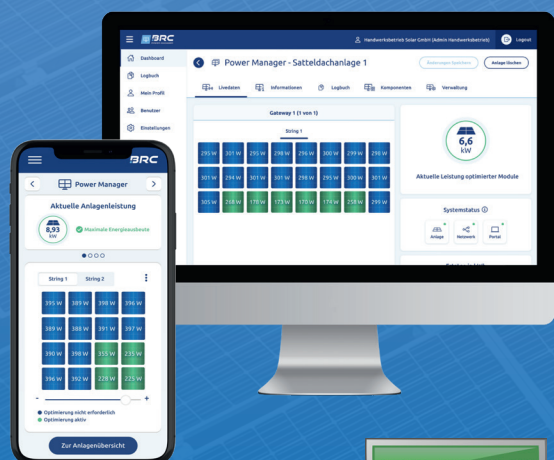 BRC
Handwerksbetrieb Solar GmbH (Admin Handwerksbetrieb)
Logout
Dashboard
Logbuch
Mein Profil
Benutzer
Einstellungen
Power Manager - Satteldachanlage 1
Änderungen Speichern
Anlage löschen
Livedaten
Informationen
Logbuch
Komponenten
Verwaltung
Gateway 1 (1 von 1)
String 1
295 W 301 W 295 W 298 W 296 W 300 W 299 W 298 W
301 W 294 W 301 W 301 W 298 W 295 W 300 W 301 W
305 W 268 W 178 W 173 W 170 W 174 W 258 W 299 W
6,6
kW
Aktuelle Leistung optimierter Module
Systemstatus
Anlage
Netzwerk
Portal
BRC
Power Manager
Aktuelle Anlagenleistung
8,93
kW
Maximale Energieausbeute
String 1
String 2
395 W 389 W 398 W 396 W
389 W 388 W 391 W 397 W
390 W 398 W 355 W 235 W
396 W 392 W 228 W 225 W
- +
Optimierung nicht erforderlich
Optimierung aktiv
Zur Anlagenübersicht